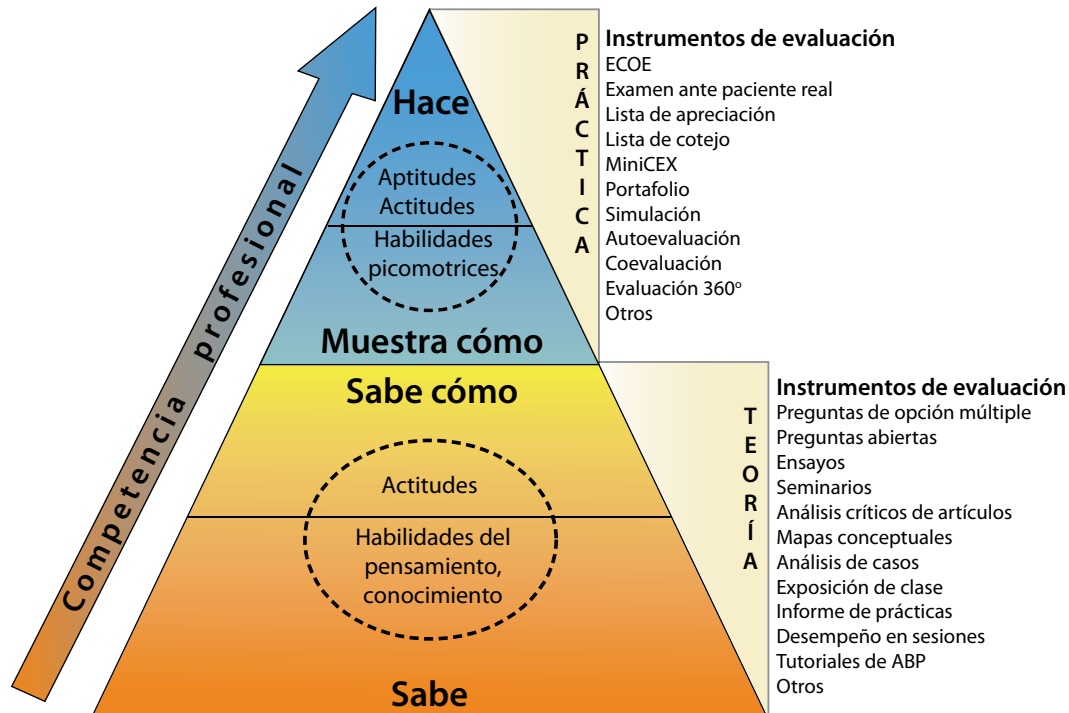 Competencia profesional
Hace
Aptitudes
Actitudes
Habilidades
picomotrices
Muestra cómo
Sabe cómo
Actitudes
Habilidades del
pensamiento,
conocimiento
Sabe
PRÁCTICA
Instrumentos de evaluación
ECOE
Examen ante paciente real
Lista de apreciación
Lista de cotejo
MiniCEX
Portafolio
Simulación
Autoevaluación
Coevaluación
Evaluación 360º
Otros
TEORÍA
Instrumentos de evaluación
Preguntas de opción múltiple
Preguntas abiertas
Ensayos
Seminarios
Análisis críticos de artículos
Mapas conceptuales
Análisis de casos
Exposición de clase
Informe de prácticas
Desempeño en sesiones
Tutoriales de ABP
Otros